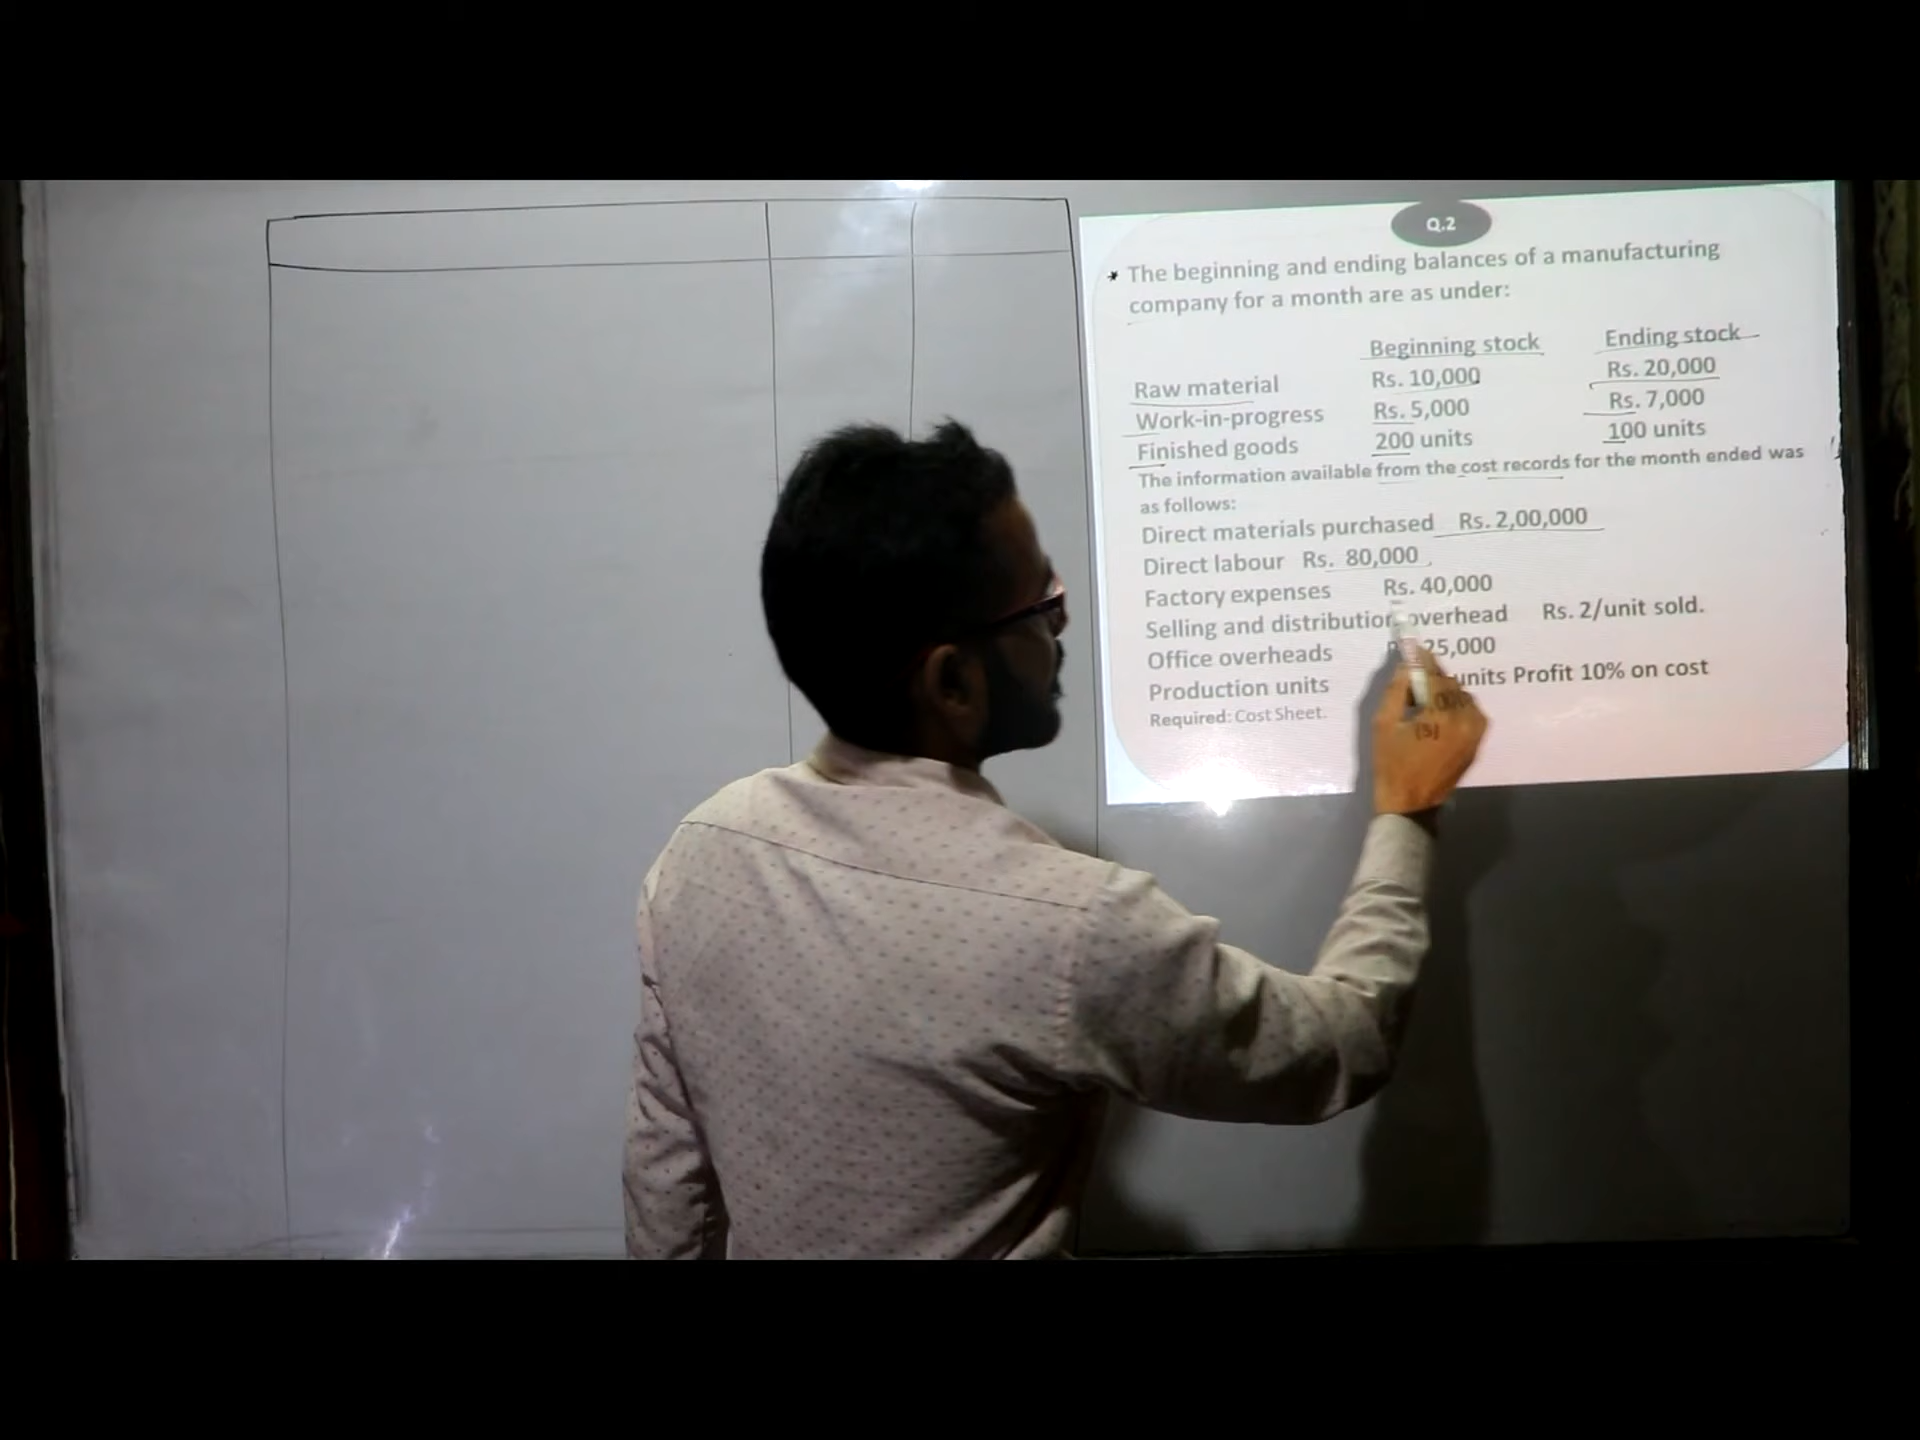 Q.2
* The beginning and ending balances of a manufacturing
company for a month are as under:
Beginning stock Ending stock
Raw material Rs. 10,000 Rs. 20,000
Work-in-progress Rs. 5,000 Rs. 7,000
Finished goods 200 units 100 units
The information available from the cost records for the month ended was
as follows:
Direct materials purchased Rs. 2,00,000
Direct labour Rs. 80,000
Factory expenses Rs. 40,000
Selling and distribution overhead Rs. 2/unit sold.
Office overheads 25,000
Production units units Profit 10% on cost
Required: Cost Sheet.
(5)